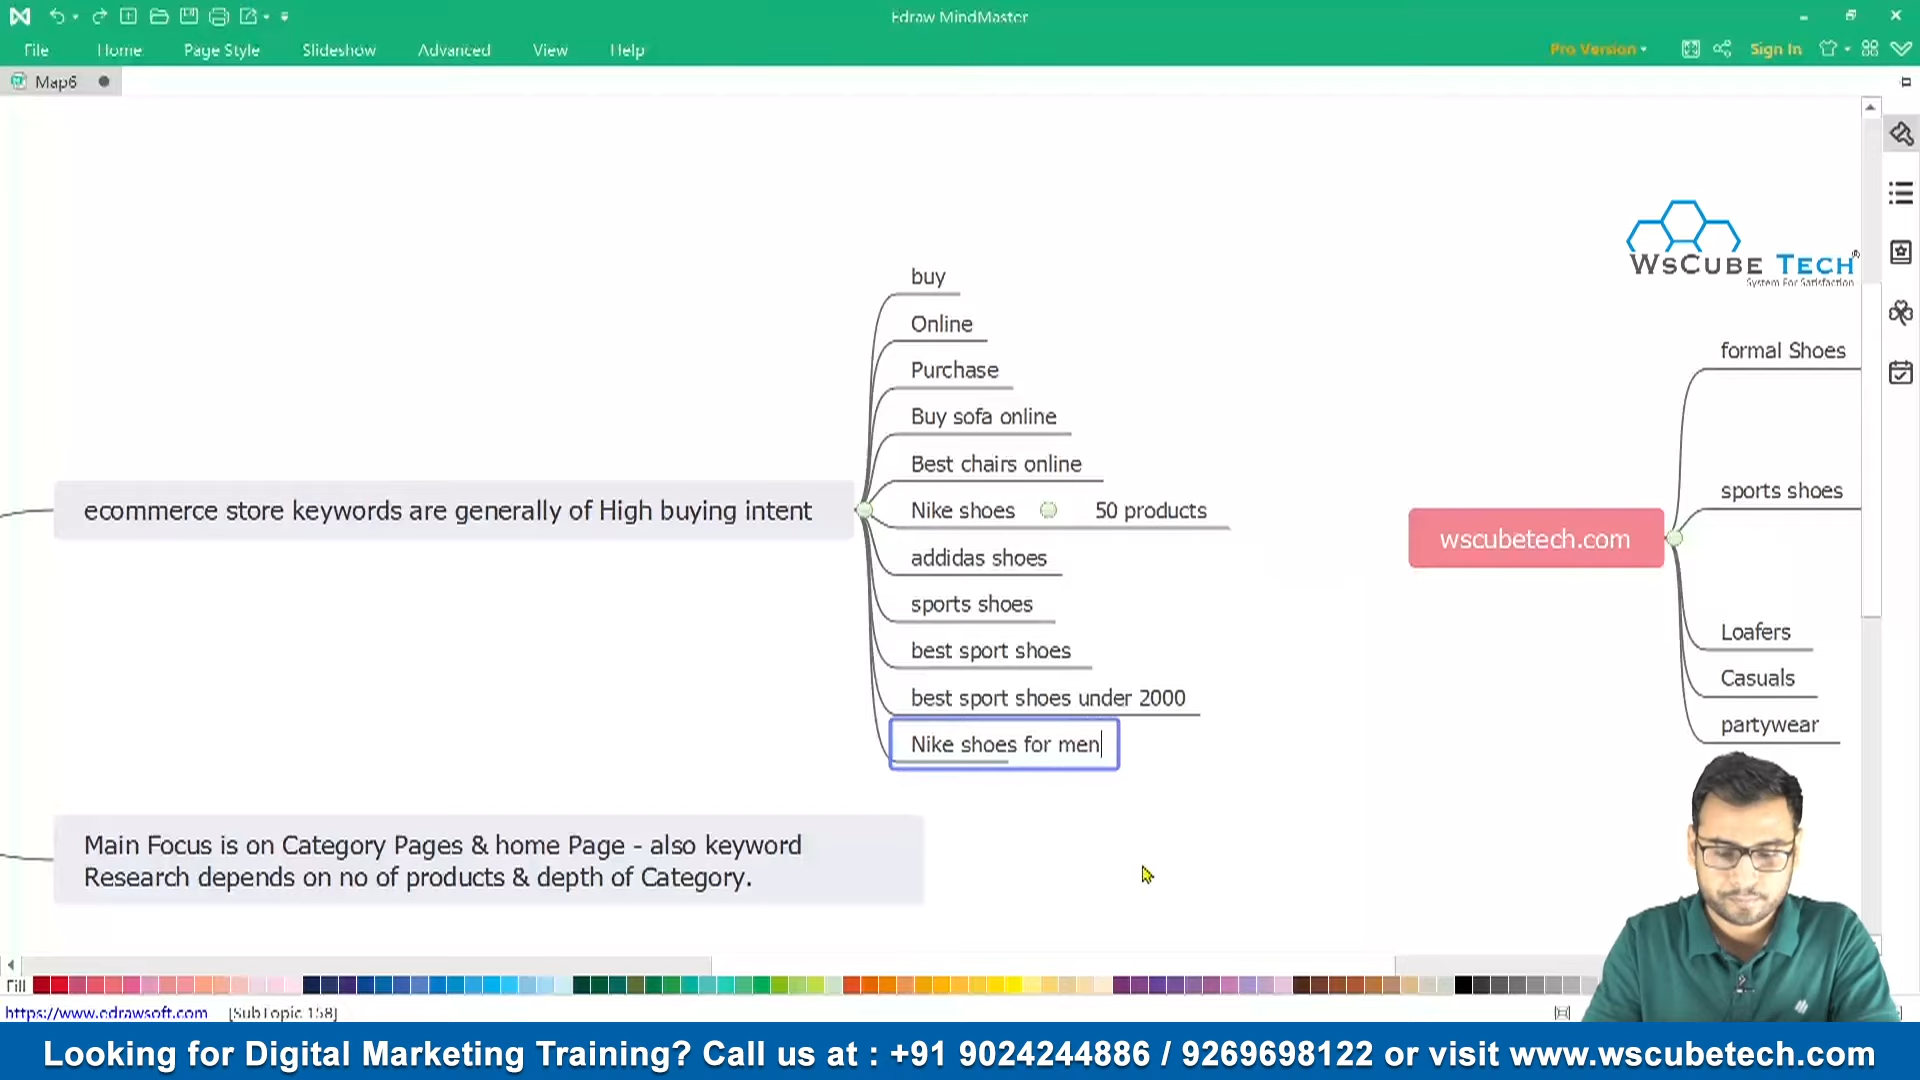 Edraw MindMaster
File Home Page Style Slideshow Advanced View Help
Pro Version Sign In
Map6
WsCube Tech®
System For Satisfaction
buy
Online
Purchase
Buy sofa online
Best chairs online
ecommerce store keywords are generally of High buying intent
Nike shoes 50 products
addidas shoes
sports shoes
best sport shoes
best sport shoes under 2000
Nike shoes for men
wscubetech.com
formal Shoes
sports shoes
Loafers
Casuals
partywear
Main Focus is on Category Pages & home Page - also keyword
Research depends on no of products & depth of Category.
Fill
https://www.edrawsoft.com [SubTopic 158]
Looking for Digital Marketing Training? Call us at : +91 9024244886 / 9269698122 or visit www.wscubetech.com